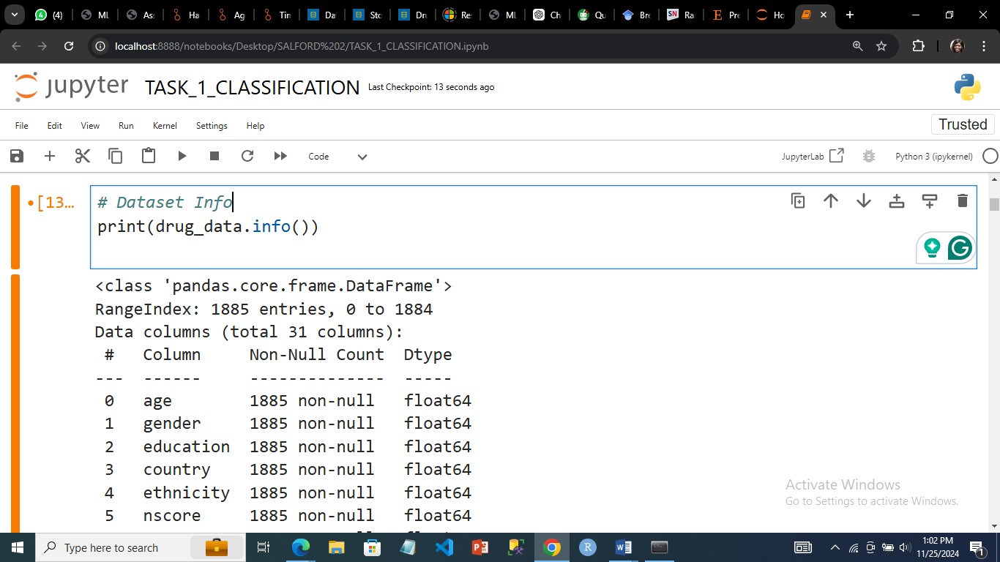 (4) ML Ass Ha Ag Tin Da Sto Dru Re ML Ch Qu Bre SN Ra Pre Ho
localhost:8888/notebooks/Desktop/SALFORD%202/TASK_1_CLASSIFICATION.ipynb
jupyter TASK_1_CLASSIFICATION Last Checkpoint: 13 seconds ago
File Edit View Run Kernel Settings Help Trusted
Code JupyterLab Python 3 (ipykernel)
[13... # Dataset Info
print(drug_data.info())
<class 'pandas.core.frame.DataFrame'>
RangeIndex: 1885 entries, 0 to 1884
Data columns (total 31 columns):
# Column Non-Null Count Dtype
--- ------ -------------- -----
0 age 1885 non-null float64
1 gender 1885 non-null float64
2 education 1885 non-null float64
3 country 1885 non-null float64
4 ethnicity 1885 non-null float64
5 nscore 1885 non-null float64
Activate Windows
Go to Settings to activate Windows.
Type here to search
1:02 PM
11/25/2024
1